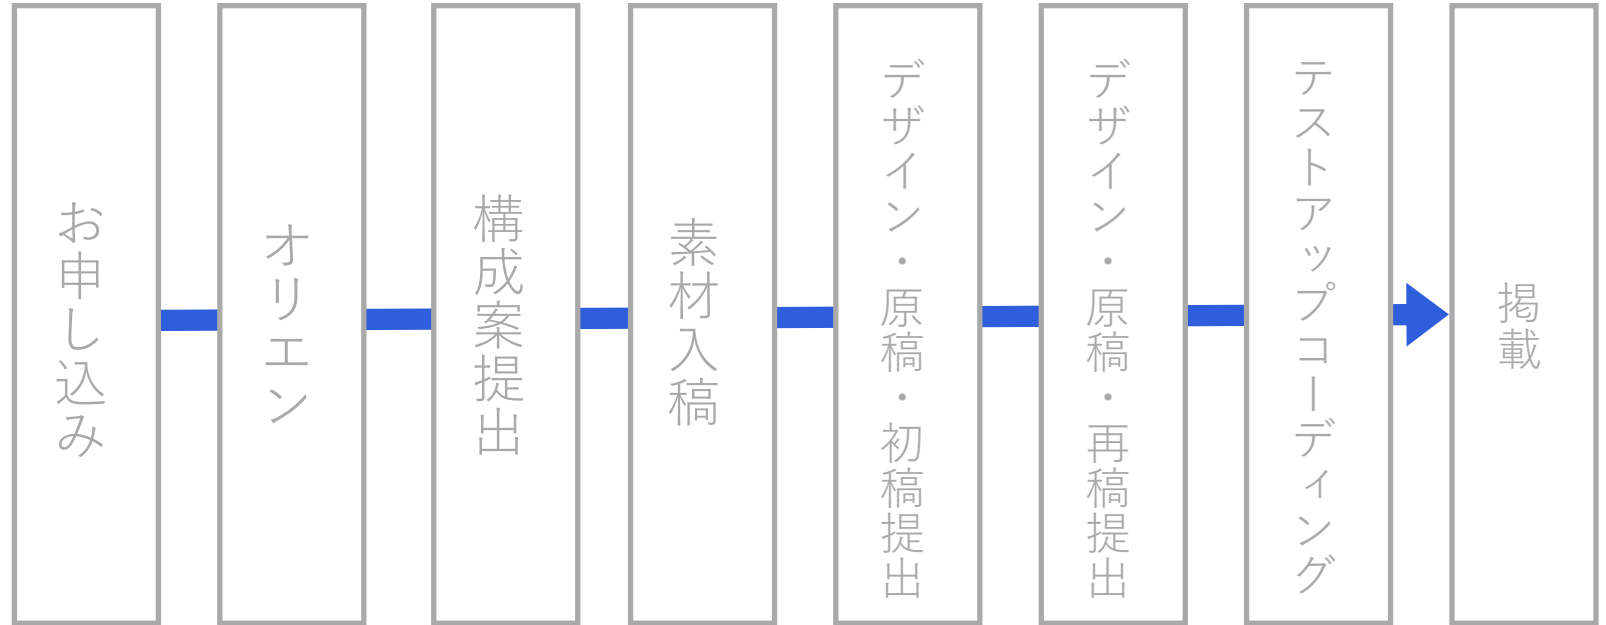 お申し込み
オリエン
構成案提出
素材入稿
デザイン・原稿・初稿提出
デザイン・原稿・再稿提出
テストアップコーディング
掲載